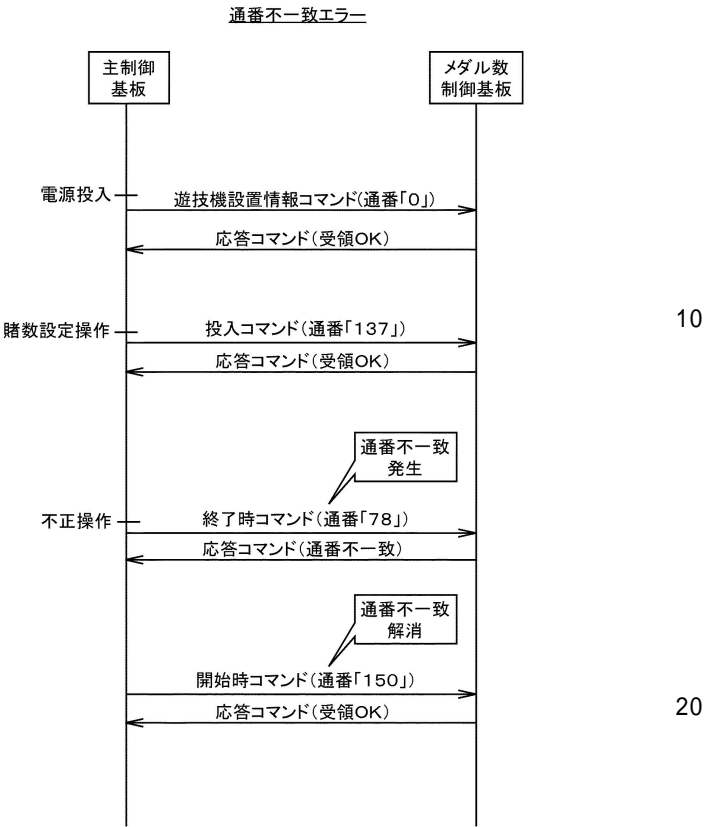 通番不一致エラー
主制御
基板
メダル数
制御基板
電源投入
遊技機設置情報コマンド(通番「0」)
応答コマンド(受領OK)
10
賭数設定操作
投入コマンド(通番「137」)
応答コマンド(受領OK)
通番不一致
発生
不正操作
終了時コマンド(通番「78」)
応答コマンド(通番不一致)
通番不一致
解消
開始時コマンド(通番「150」)
20
応答コマンド(受領OK)